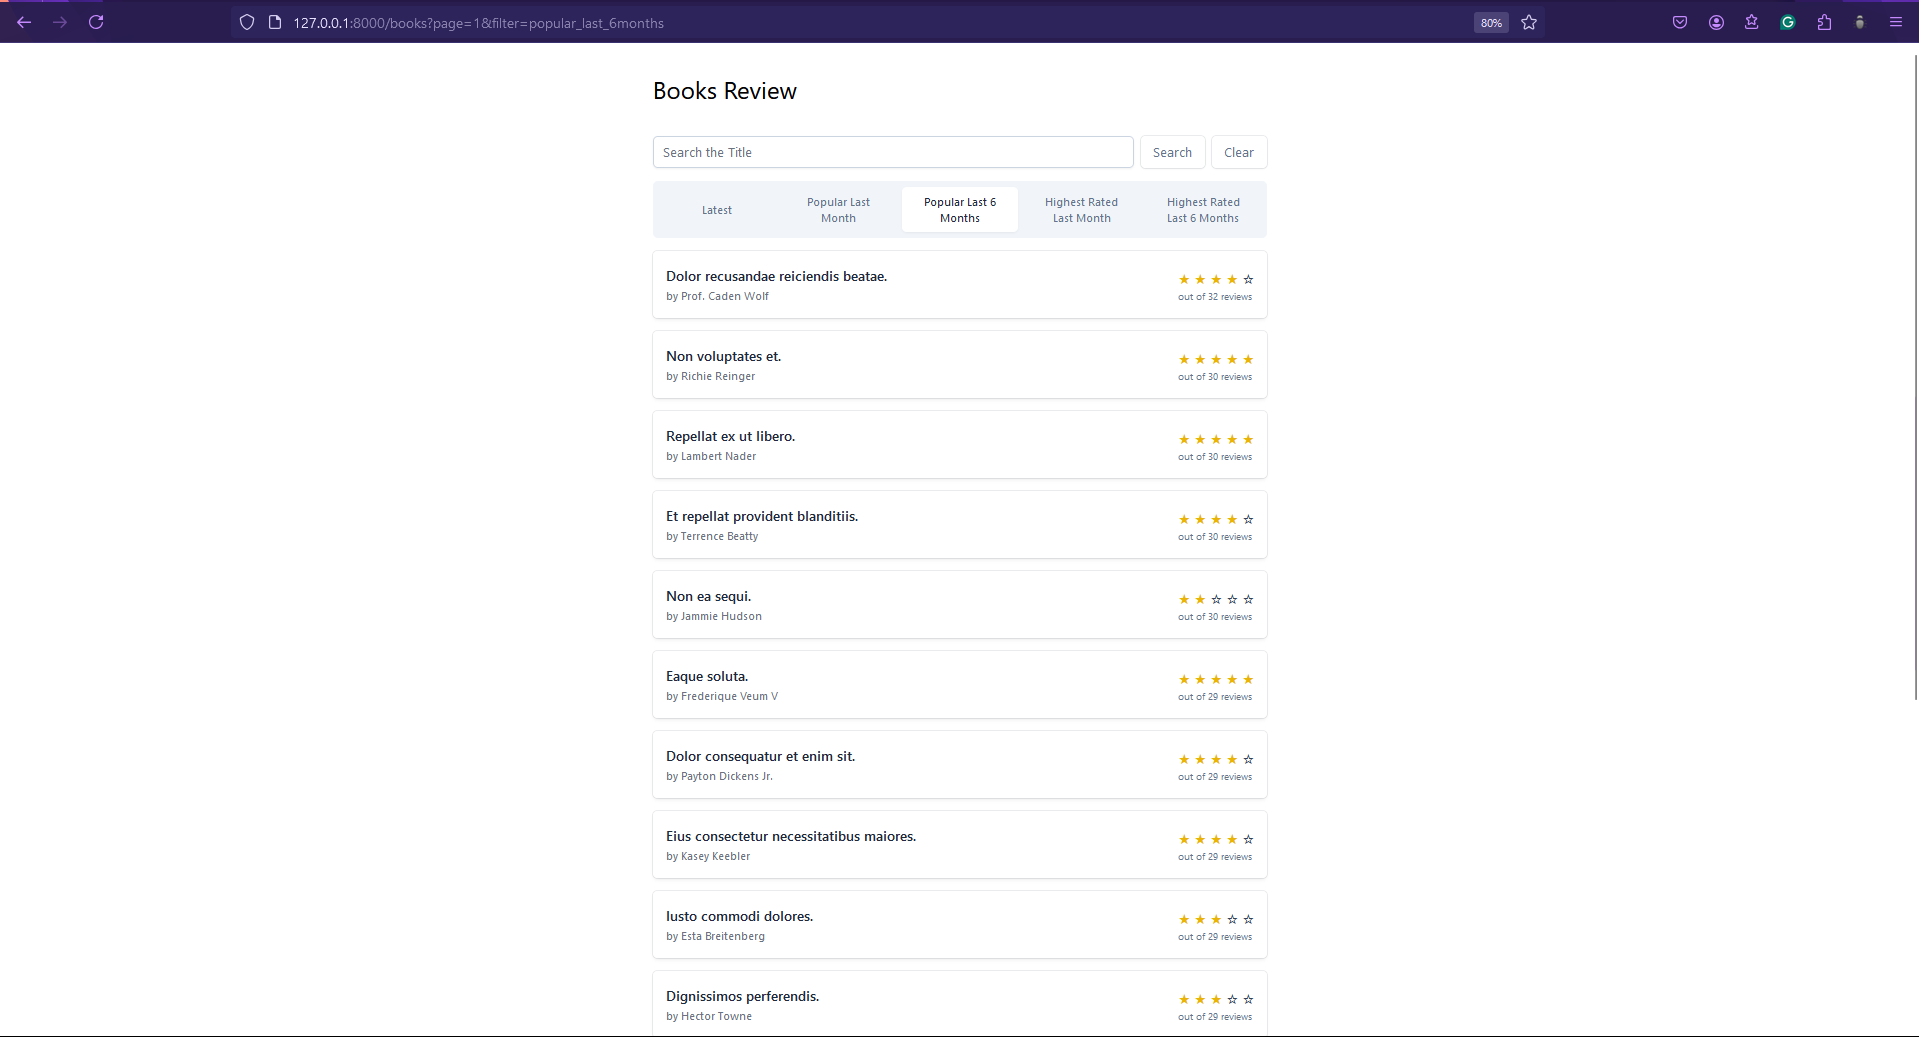 127.0.0.1:8000/books?page=1&filter=popular_last_6months
80%
Books Review
Search the Title
Search
Clear
Latest
Popular Last
Month
Popular Last 6
Months
Highest Rated
Last Month
Highest Rated
Last 6 Months
Dolor recusandae reiciendis beatae.
by Prof. Caden Wolf
out of 32 reviews
Non voluptates et.
by Richie Reinger
out of 30 reviews
Repellat ex ut libero.
by Lambert Nader
out of 30 reviews
Et repellat provident blanditiis.
by Terrence Beatty
out of 30 reviews
Non ea sequi.
by Jammie Hudson
out of 30 reviews
Eaque soluta.
by Frederique Veum V
out of 29 reviews
Dolor consequatur et enim sit.
by Payton Dickens Jr.
out of 29 reviews
Eius consectetur necessitatibus maiores.
by Kasey Keebler
out of 29 reviews
Iusto commodi dolores.
by Esta Breitenberg
out of 29 reviews
Dignissimos perferendis.
by Hector Towne
out of 29 reviews